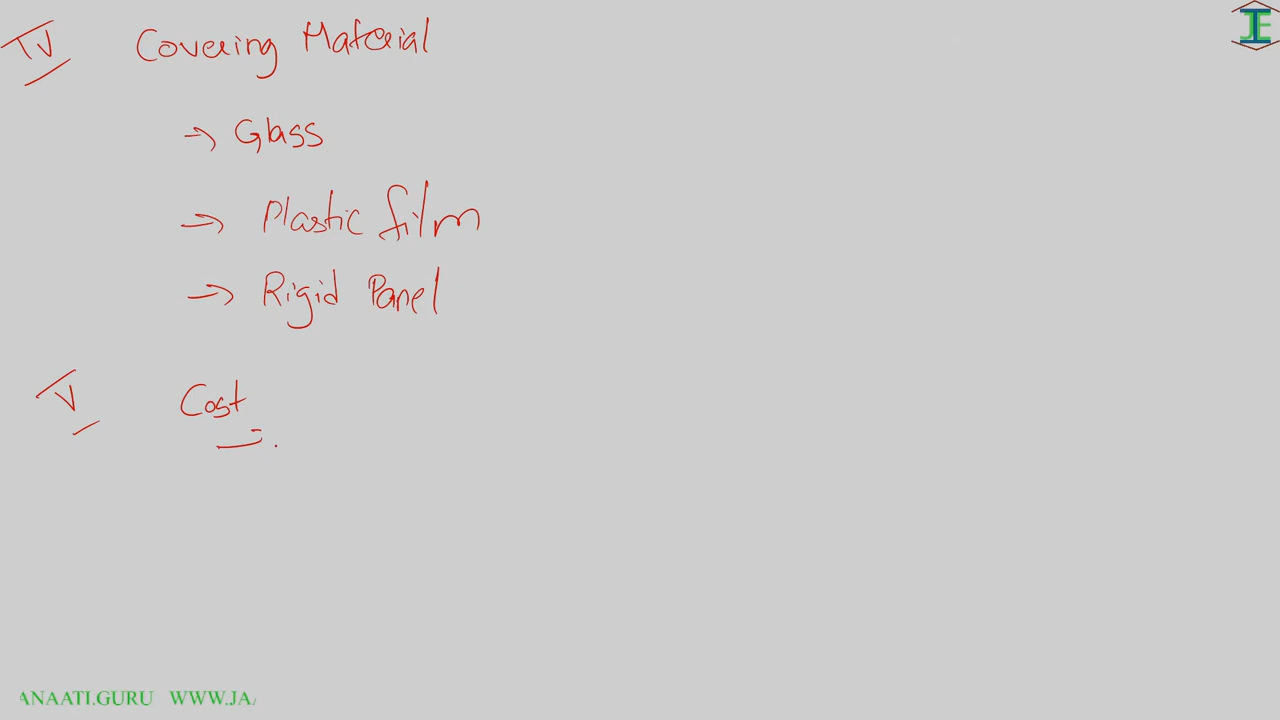 IV Covering Material
→ Glass
→ Plastic film
→ Rigid Panel
V Cost
ANAATI.GURU WWW.JA